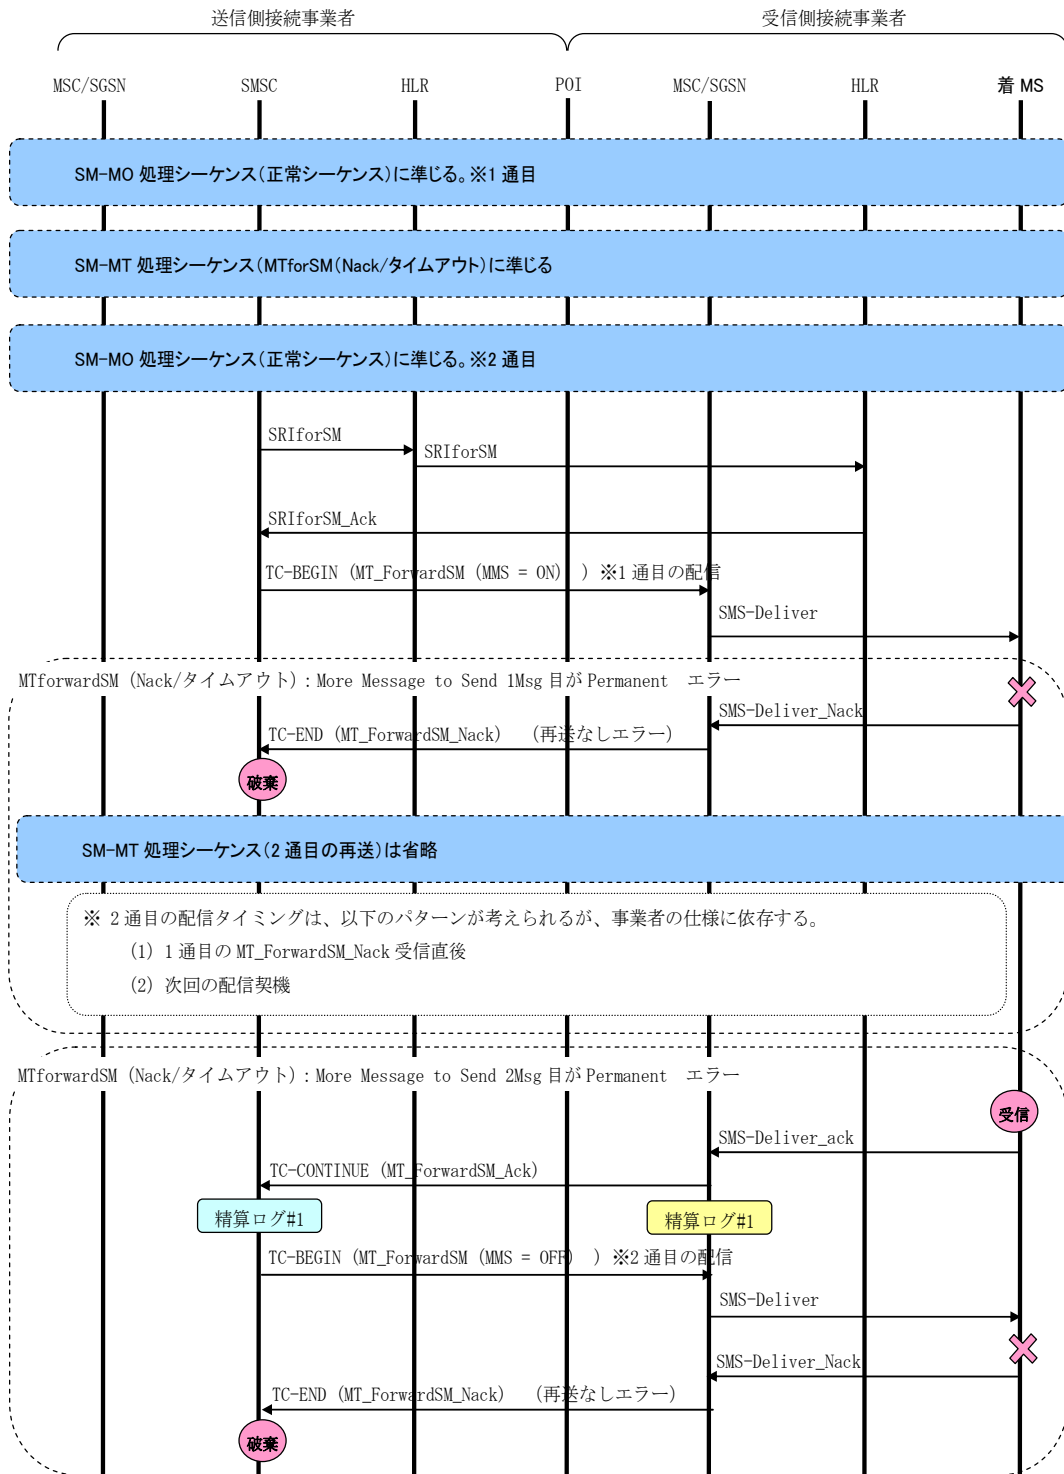 送信側接続事業者
受信側接続事業者
MSC/SGSN SMSC HLR POI MSC/SGSN HLR 着 MS
SM-MO 処理シーケンス(正常シーケンス)に準じる。※1 通目
SM-MT 処理シーケンス(MTforSM(Nack/タイムアウト)に準じる
SM-MO 処理シーケンス(正常シーケンス)に準じる。※2 通目
SRIforSM
SRIforSM
SRIforSM_Ack
TC-BEGIN (MT_ForwardSM (MMS = ON) ) ※1 通目の配信
SMS-Deliver
MTforwardSM (Nack/タイムアウト) : More Message to Send 1Msg 目が Permanent エラー
SMS-Deliver_Nack
TC-END (MT_ForwardSM_Nack) (再送なしエラー)
破棄
SM-MT 処理シーケンス(2 通目の再送)は省略
※ 2 通目の配信タイミングは、以下のパターンが考えられるが、事業者の仕様に依存する。
(1) 1 通目の MT_ForwardSM_Nack 受信直後
(2) 次回の配信契機
MTforwardSM (Nack/タイムアウト) : More Message to Send 2Msg 目が Permanent エラー
受信
SMS-Deliver_ack
TC-CONTINUE (MT_ForwardSM_Ack)
精算ログ#1
精算ログ#1
TC-BEGIN (MT_ForwardSM (MMS = OFF) ) ※2 通目の配信
SMS-Deliver
SMS-Deliver_Nack
TC-END (MT_ForwardSM_Nack) (再送なしエラー)
破棄